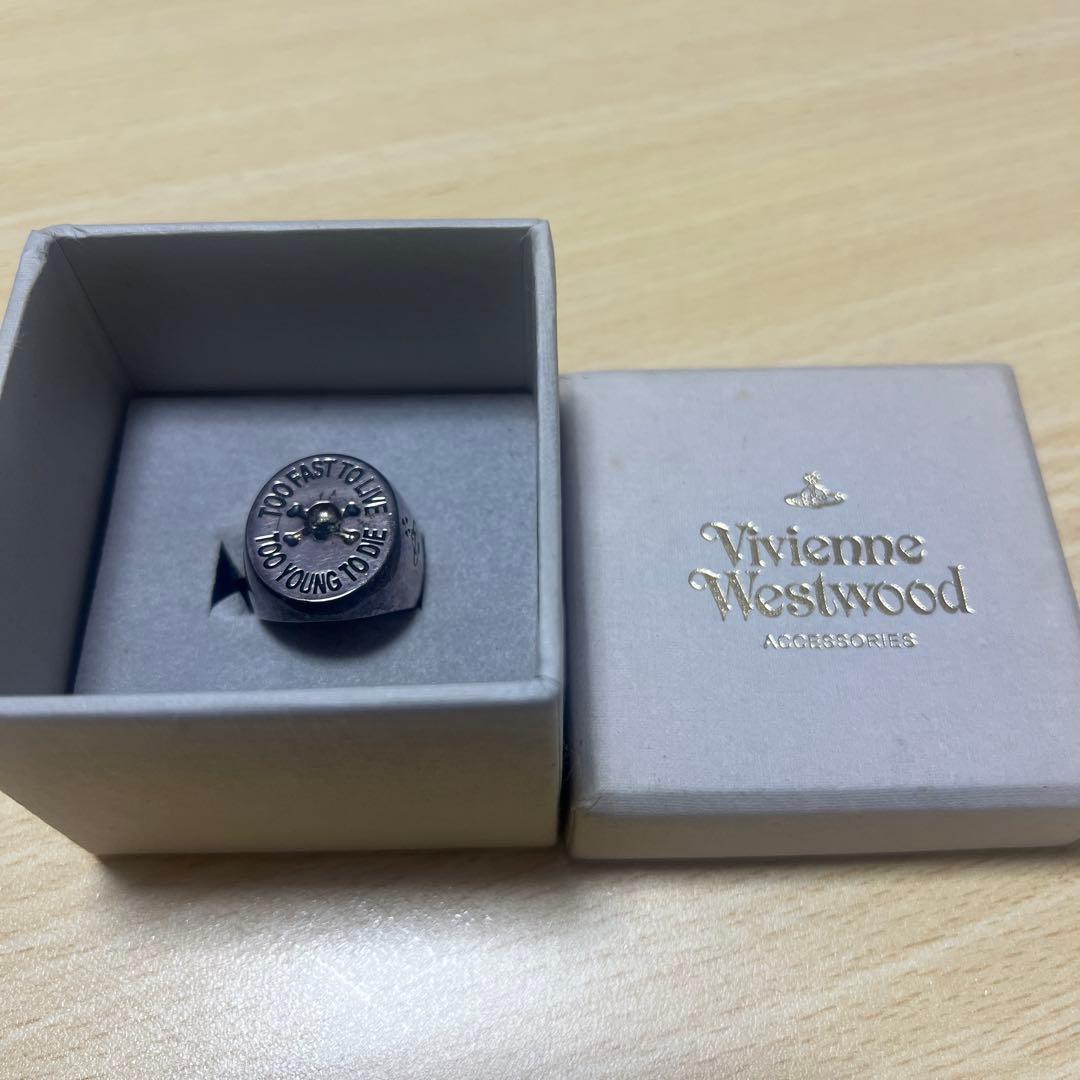 TOO FAST TO LIVE
TOO YOUNG TO DIE
Vivienne
Westwood
ACCESSORIES